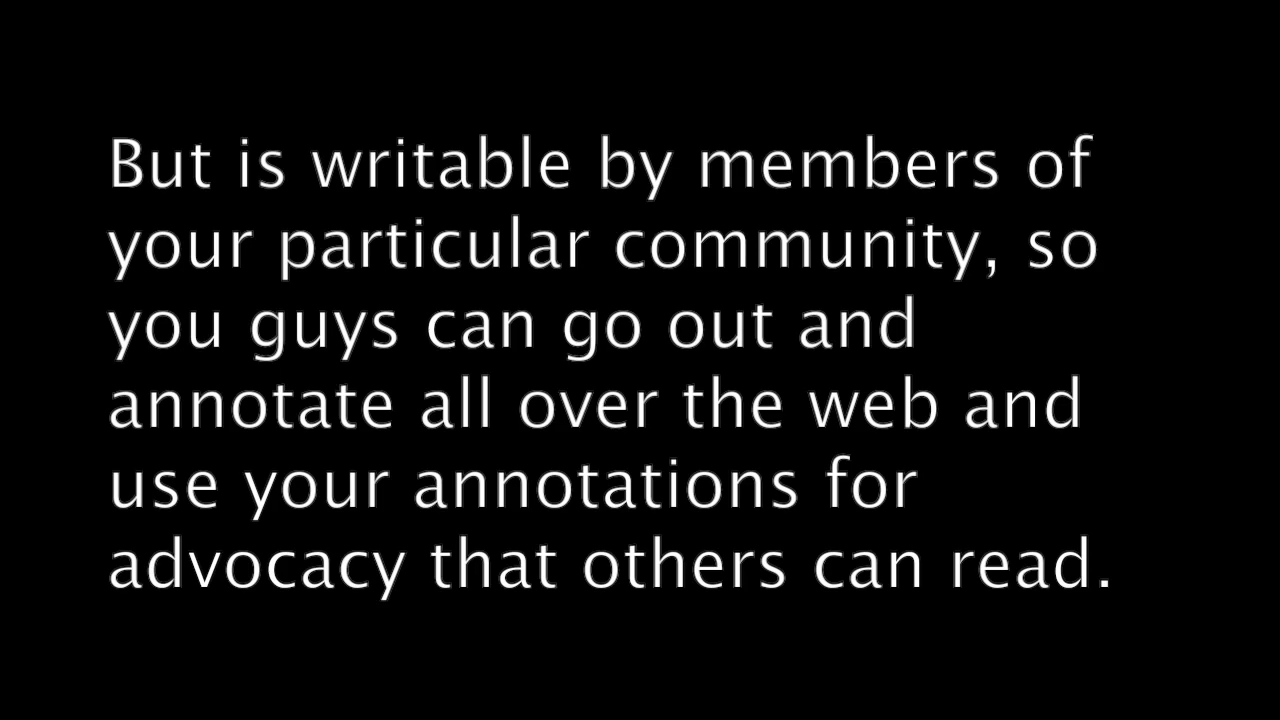 But is writable by members of
your particular community, so
you guys can go out and
annotate all over the web and
use your annotations for
advocacy that others can read.